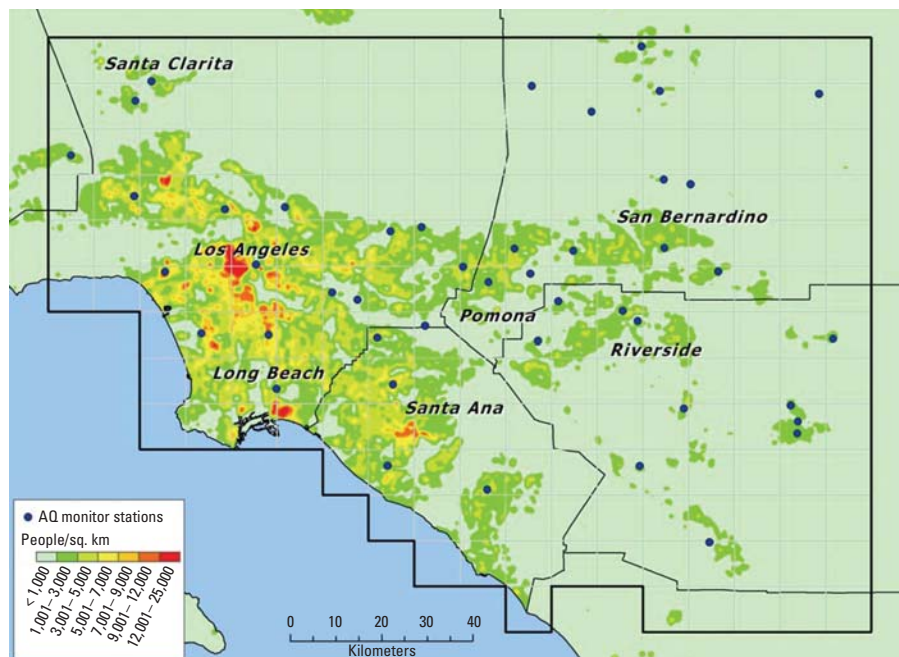 Santa Clarita
San Bernardino
Los Angeles
Pomona
Riverside
Long Beach
Santa Ana
AQ monitor stations
People/sq. km
< 1,000
1,001–3,000
3,001–5,000
5,001–7,000
7,001–9,000
9,001–12,000
12,001–25,000
0 10 20 30 40
Kilometers